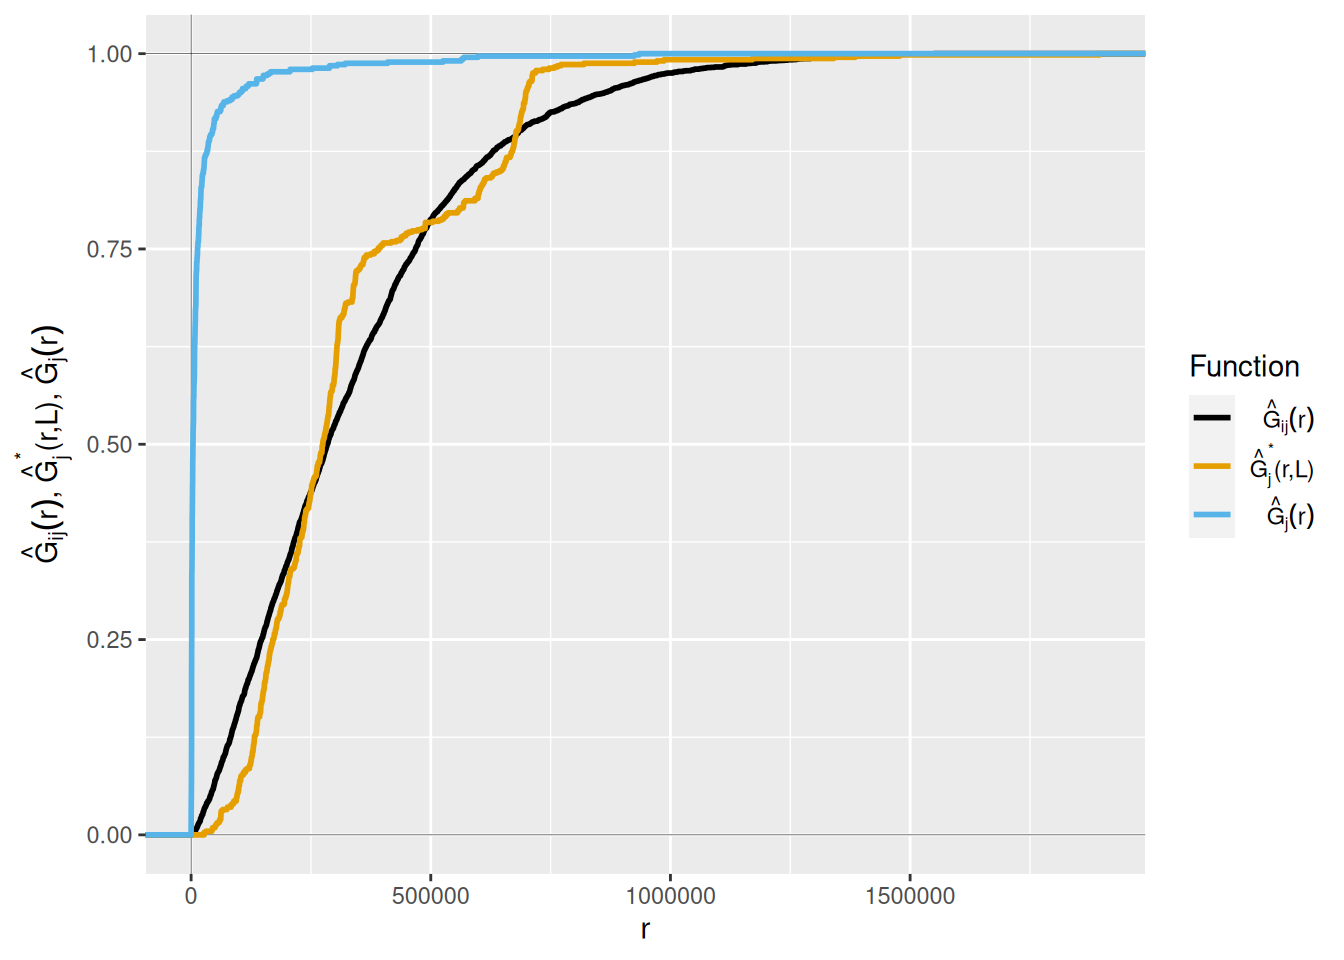 1.00
0.75
0.50
0.25
0.00
0
500000
1000000
1500000
r
Ĝij(r), Ĝj*(r,L), Ĝj(r)
Function
Ĝij(r)
Ĝj*(r,L)
Ĝj(r)